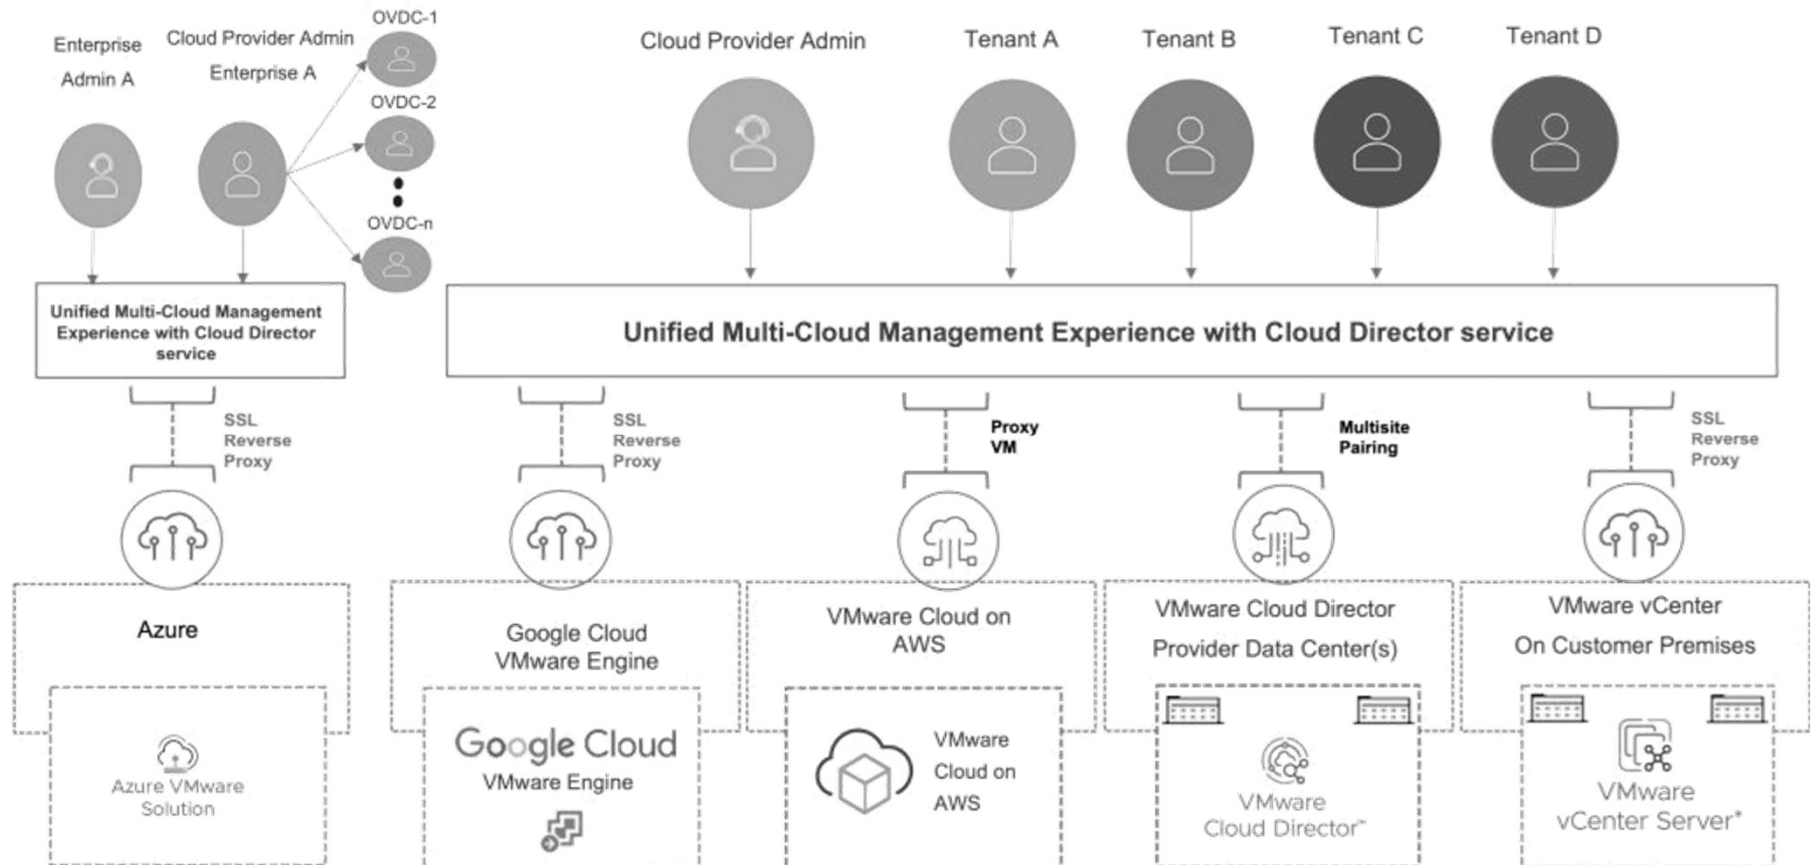 Enterprise
Admin A
Cloud Provider Admin
Enterprise A
OVDC-1
OVDC-2
OVDC-n
Cloud Provider Admin
Tenant A
Tenant B
Tenant C
Tenant D
Unified Multi-Cloud Management
Experience with Cloud Director
service
Unified Multi-Cloud Management Experience with Cloud Director service
SSL
Reverse
Proxy
SSL
Reverse
Proxy
Proxy
VM
Multisite
Pairing
SSL
Reverse
Proxy
Azure
Google Cloud
VMware Engine
VMware Cloud on
AWS
VMware Cloud Director
Provider Data Center(s)
VMware vCenter
On Customer Premises
Azure VMware
Solution
Google Cloud
VMware Engine
VMware
Cloud on
AWS
VMware
Cloud Director™
VMware
vCenter Server®